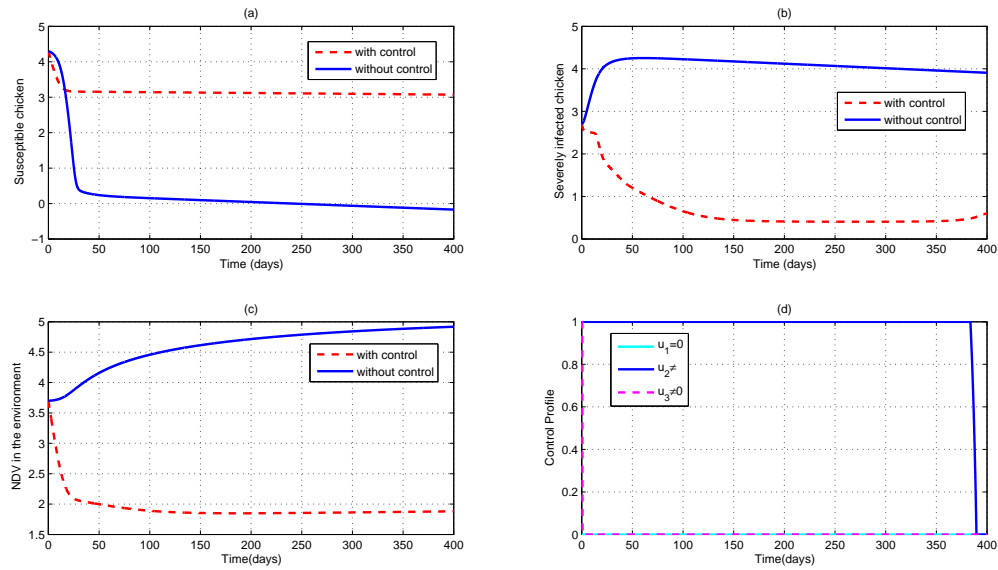 (a)
Susceptible chicken
5
4
3
2
1
0
−1
0 50 100 150 200 250 300 350 400
Time (days)
with control
without control
(b)
Severely infected chicken
5
4
3
2
1
0
0 50 100 150 200 250 300 350 400
Time (days)
with control
without control
(c)
NDV in the environment
5
4.5
4
3.5
3
2.5
2
1.5
0 50 100 150 200 250 300 350 400
Time(days)
with control
without control
(d)
Control Profile
1
0.8
0.6
0.4
0.2
0
0 50 100 150 200 250 300 350 400
Time(days)
u_1=0
u_2≠
u_3≠0